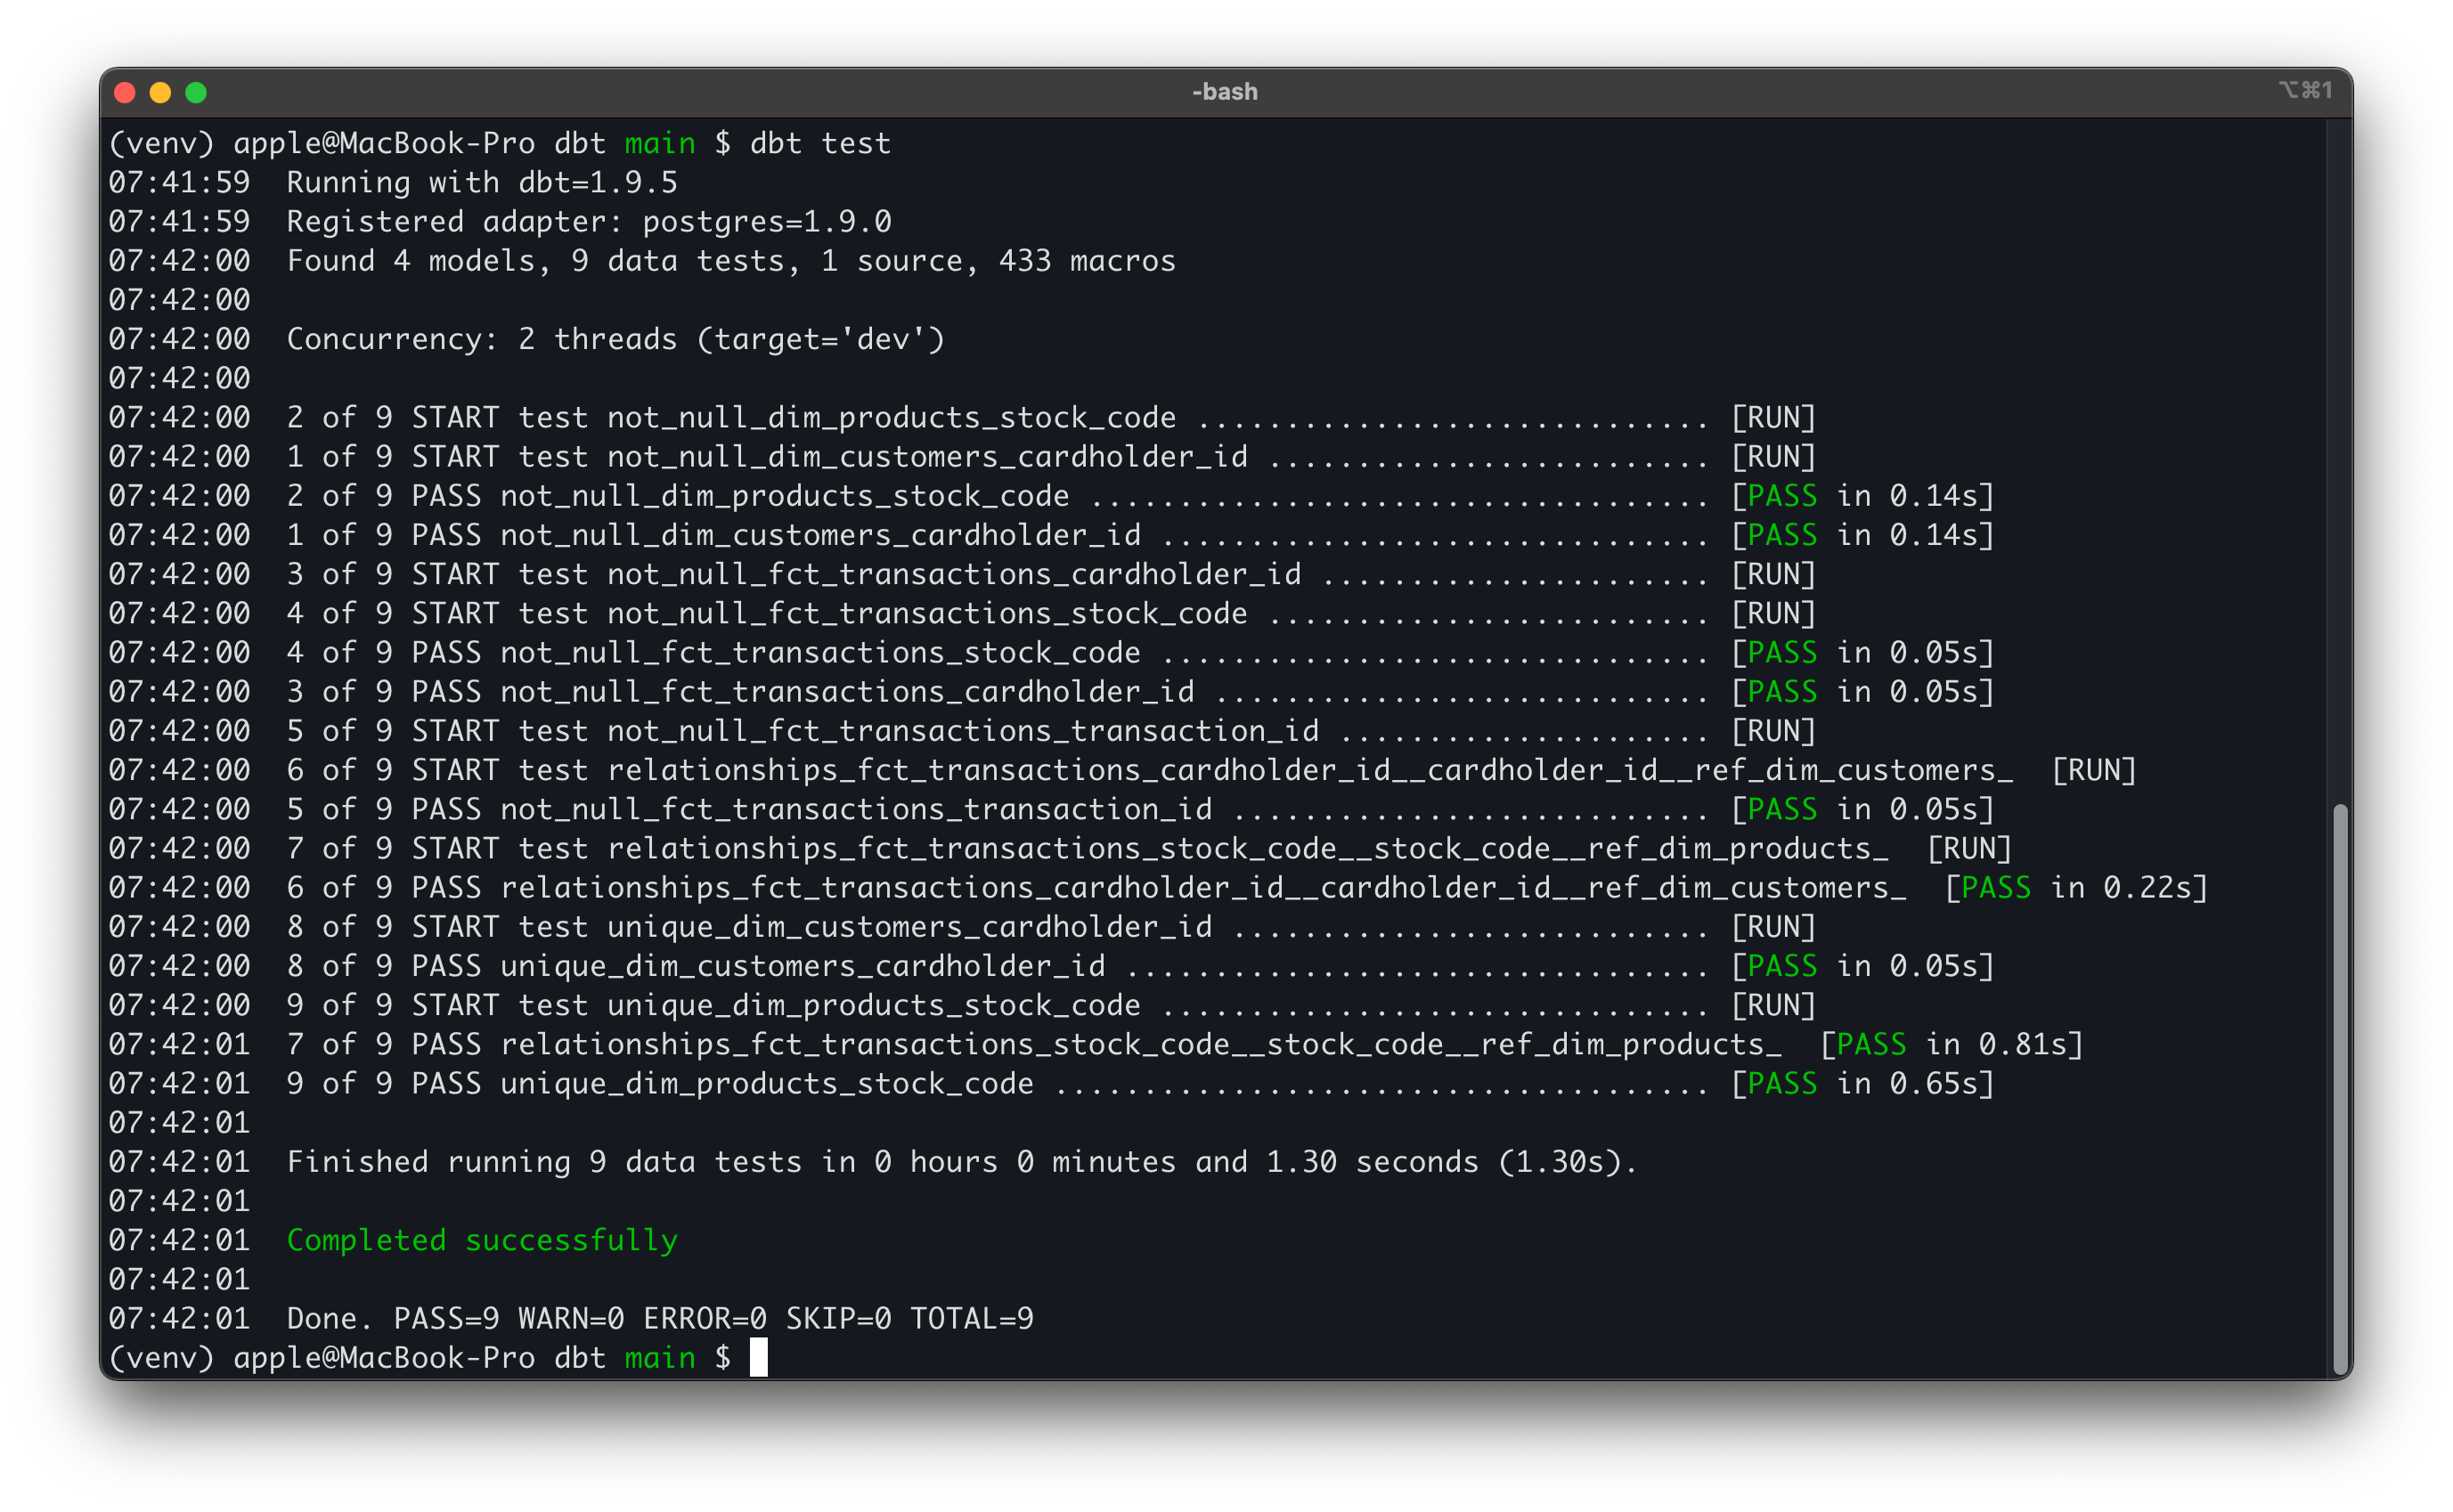 -bash
⌥⌘1
(venv) apple@MacBook-Pro dbt main $ dbt test
07:41:59  Running with dbt=1.9.5
07:41:59  Registered adapter: postgres=1.9.0
07:42:00  Found 4 models, 9 data tests, 1 source, 433 macros
07:42:00
07:42:00  Concurrency: 2 threads (target='dev')
07:42:00
07:42:00  2 of 9 START test not_null_dim_products_stock_code ............................. [RUN]
07:42:00  1 of 9 START test not_null_dim_customers_cardholder_id ......................... [RUN]
07:42:00  2 of 9 PASS not_null_dim_products_stock_code ................................... [PASS in 0.14s]
07:42:00  1 of 9 PASS not_null_dim_customers_cardholder_id ............................... [PASS in 0.14s]
07:42:00  3 of 9 START test not_null_fct_transactions_cardholder_id ...................... [RUN]
07:42:00  4 of 9 START test not_null_fct_transactions_stock_code ......................... [RUN]
07:42:00  4 of 9 PASS not_null_fct_transactions_stock_code ............................... [PASS in 0.05s]
07:42:00  3 of 9 PASS not_null_fct_transactions_cardholder_id ............................ [PASS in 0.05s]
07:42:00  5 of 9 START test not_null_fct_transactions_transaction_id ..................... [RUN]
07:42:00  6 of 9 START test relationships_fct_transactions_cardholder_id__cardholder_id__ref_dim_customers_  [RUN]
07:42:00  5 of 9 PASS not_null_fct_transactions_transaction_id ........................... [PASS in 0.05s]
07:42:00  7 of 9 START test relationships_fct_transactions_stock_code__stock_code__ref_dim_products_  [RUN]
07:42:00  6 of 9 PASS relationships_fct_transactions_cardholder_id__cardholder_id__ref_dim_customers_  [PASS in 0.22s]
07:42:00  8 of 9 START test unique_dim_customers_cardholder_id ........................... [RUN]
07:42:00  8 of 9 PASS unique_dim_customers_cardholder_id ................................. [PASS in 0.05s]
07:42:00  9 of 9 START test unique_dim_products_stock_code ............................... [RUN]
07:42:01  7 of 9 PASS relationships_fct_transactions_stock_code__stock_code__ref_dim_products_  [PASS in 0.81s]
07:42:01  9 of 9 PASS unique_dim_products_stock_code ..................................... [PASS in 0.65s]
07:42:01
07:42:01  Finished running 9 data tests in 0 hours 0 minutes and 1.30 seconds (1.30s).
07:42:01
07:42:01  Completed successfully
07:42:01
07:42:01  Done. PASS=9 WARN=0 ERROR=0 SKIP=0 TOTAL=9
(venv) apple@MacBook-Pro dbt main $